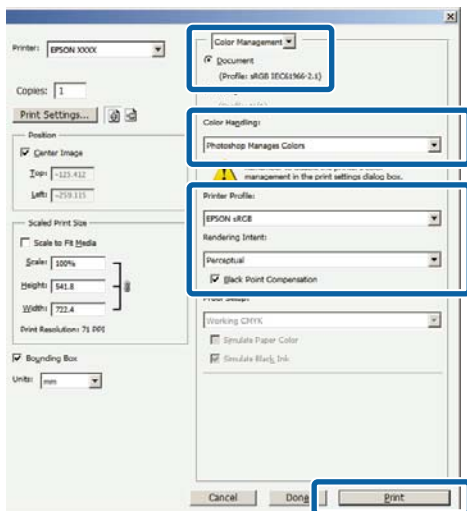 Printer: EPSON XXXX
Copies: 1
Print Settings...
Position
Center Image
Top: -125.412
Left: -259.115
Scaled Print Size
Scale to Fit Media
Scale: 100%
Height: 541.8
Width: 722.4
Print Resolution: 71 PPI
Bounding Box
Units: mm
Color Management
Document
(Profile: sRGB IEC61966-2.1)
Color Handling:
Photoshop Manages Colors
management in the print settings dialog box.
Printer Profile:
EPSON sRGB
Rendering Intent:
Perceptual
Black Point Compensation
Proof Setup:
Working CMYK
Simulate Paper Color
Simulate Black Ink
Cancel
Done
Print